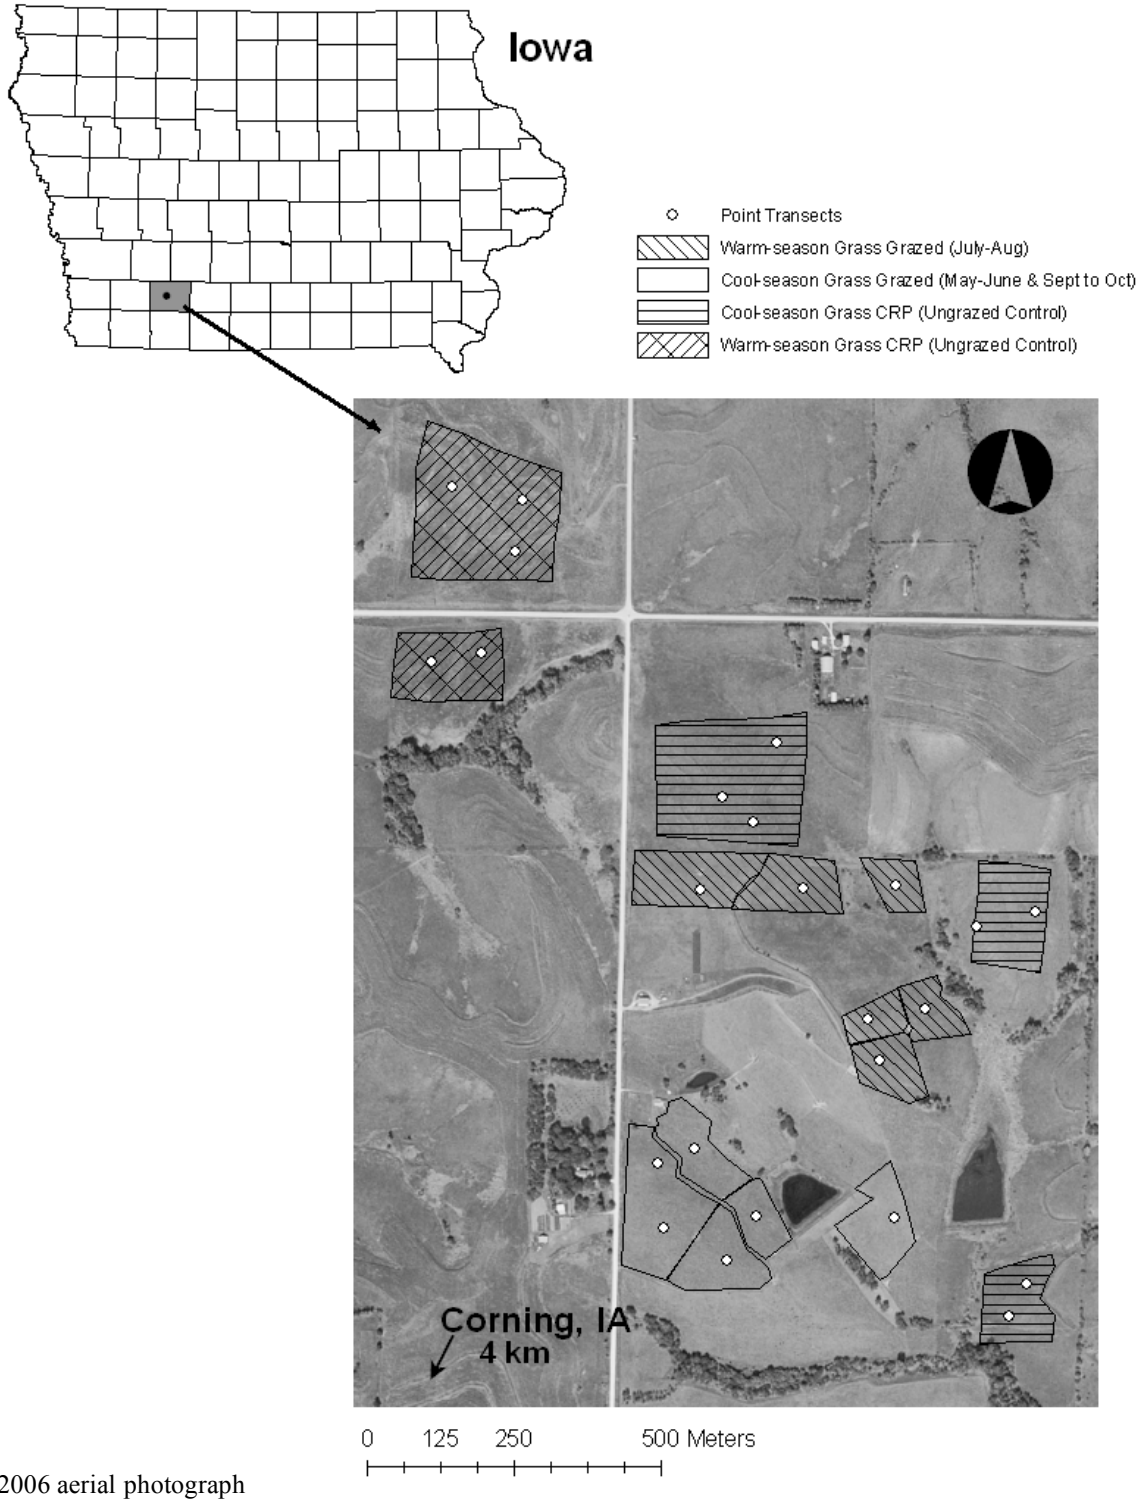 Iowa
Point Transects
Warm-season Grass Grazed (July-Aug)
Cool-season Grass Grazed (May-June & Sept to Oct)
Cool-season Grass CRP (Ungrazed Control)
Warm-season Grass CRP (Ungrazed Control)
Corning, IA
4 km
0 125 250 500 Meters
2006 aerial photograph